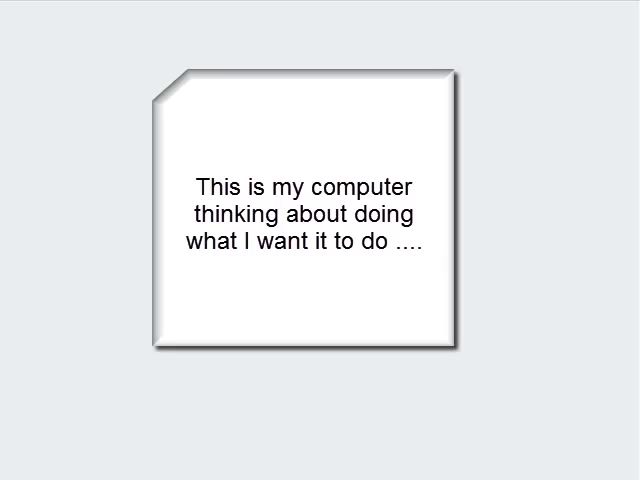 This is my computer
thinking about doing
what I want it to do ....